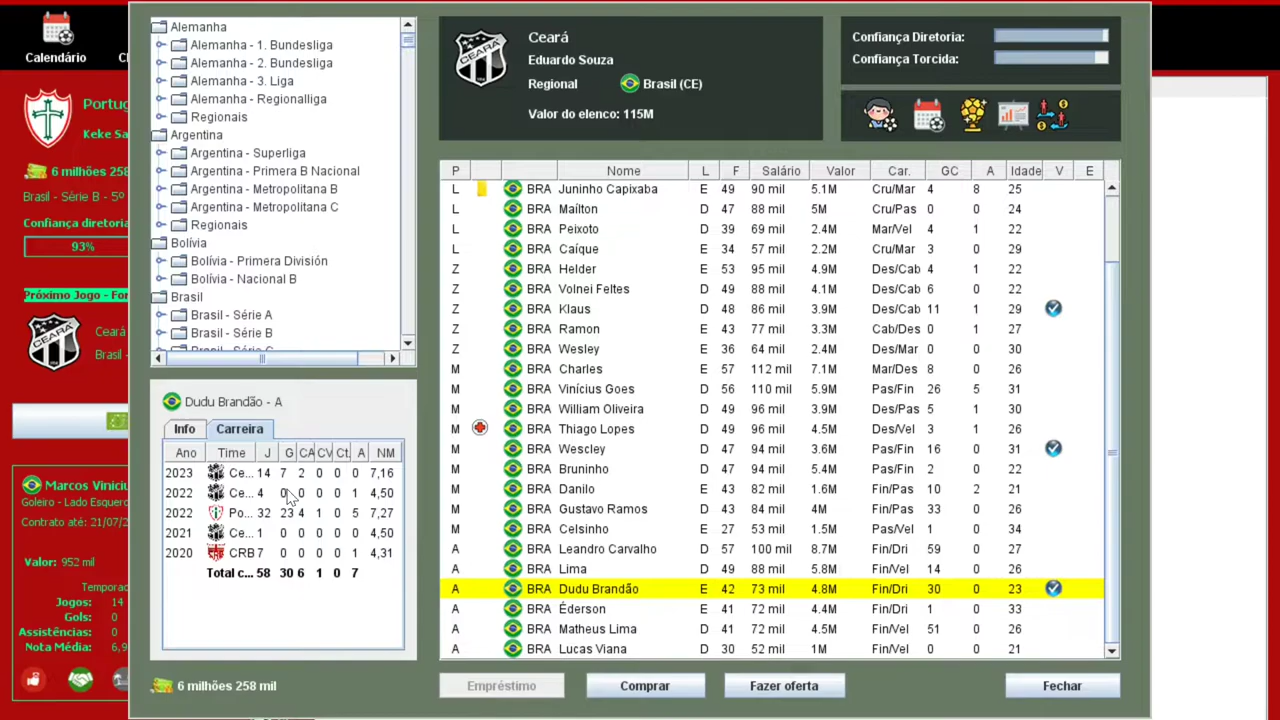 Calendário
Portug
Keke Sa
6 milhões 258
Brasil - Série B - 5º
Confiança diretoria
93%
Próximo Jogo - For
Ceará
Brasil -
Marcos Viniciu
Goleiro - Lado Esquero
Contrato até: 21/07/2
Valor: 952 mil
Temporad
Jogos: 14
Gols: 0
Assistências: 0
Nota Média: 6,9
Alemanha
Alemanha - 1. Bundesliga
Alemanha - 2. Bundesliga
Alemanha - 3. Liga
Alemanha - Regionalliga
Regionais
Argentina
Argentina - Superliga
Argentina - Primera B Nacional
Argentina - Metropolitana B
Argentina - Metropolitana C
Regionais
Bolívia
Bolívia - Primera División
Bolívia - Nacional B
Brasil
Brasil - Série A
Brasil - Série B
Brasil - Série C
Dudu Brandão - A
Info Carreira
Ano Time J G CA CV Ct. A NM
2023 Ce... 14 7 2 0 0 0 7,16
2022 Ce... 4 0 0 0 0 1 4,50
2022 Po... 32 23 4 1 0 5 7,27
2021 Ce... 1 0 0 0 0 0 4,50
2020 CRB 7 0 0 0 0 1 4,31
Total c... 58 30 6 1 0 7
6 milhões 258 mil
CEARÁ
Ceará
Eduardo Souza
Regional Brasil (CE)
Valor do elenco: 115M
Confiança Diretoria:
Confiança Torcida:
P Nome L F Salário Valor Car. GC A Idade V E
L BRA Juninho Capixaba E 49 90 mil 5.1M Cru/Mar 4 8 25
L BRA Maílton D 47 88 mil 5M Cru/Pas 0 0 24
L BRA Peixoto D 39 69 mil 2.4M Mar/Vel 4 1 22
L BRA Caíque E 34 57 mil 2.2M Cru/Mar 3 0 29
Z BRA Helder E 53 95 mil 4.9M Des/Cab 4 1 22
Z BRA Volnei Feltes E 49 88 mil 4.1M Des/Cab 6 0 22
Z BRA Klaus D 48 86 mil 3.9M Des/Cab 11 1 29
Z BRA Ramon E 43 77 mil 3.3M Cab/Des 0 1 27
Z BRA Wesley E 36 64 mil 2.4M Des/Mar 0 0 30
M BRA Charles E 57 112 mil 7.1M Mar/Des 8 0 26
M BRA Vinícius Goes D 56 110 mil 5.9M Pas/Fin 26 5 31
M BRA William Oliveira D 49 96 mil 3.9M Des/Pas 5 1 30
M BRA Thiago Lopes D 49 96 mil 4.5M Des/Vel 3 1 26
M BRA Wescley D 47 94 mil 3.6M Pas/Vel 16 0 31
M BRA Bruninho D 47 94 mil 5.4M Pas/Fin 2 0 22
M BRA Danilo E 43 82 mil 1.6M Fin/Pas 10 2 21
M BRA Gustavo Ramos D 43 84 mil 4M Fin/Pas 33 0 26
M BRA Celsinho E 27 53 mil 1.5M Pas/Vel 1 0 34
A BRA Leandro Carvalho D 57 100 mil 8.7M Fin/Dri 59 0 27
A BRA Lima D 49 88 mil 5.8M Fin/Vel 14 0 26
A BRA Dudu Brandão E 42 73 mil 4.8M Fin/Dri 30 0 23
A BRA Éderson E 41 72 mil 4.4M Fin/Vel 1 0 33
A BRA Matheus Lima D 41 72 mil 4.5M Fin/Vel 51 0 26
A BRA Lucas Viana D 30 52 mil 1M Fin/Vel 0 0 21
Empréstimo Comprar Fazer oferta Fechar